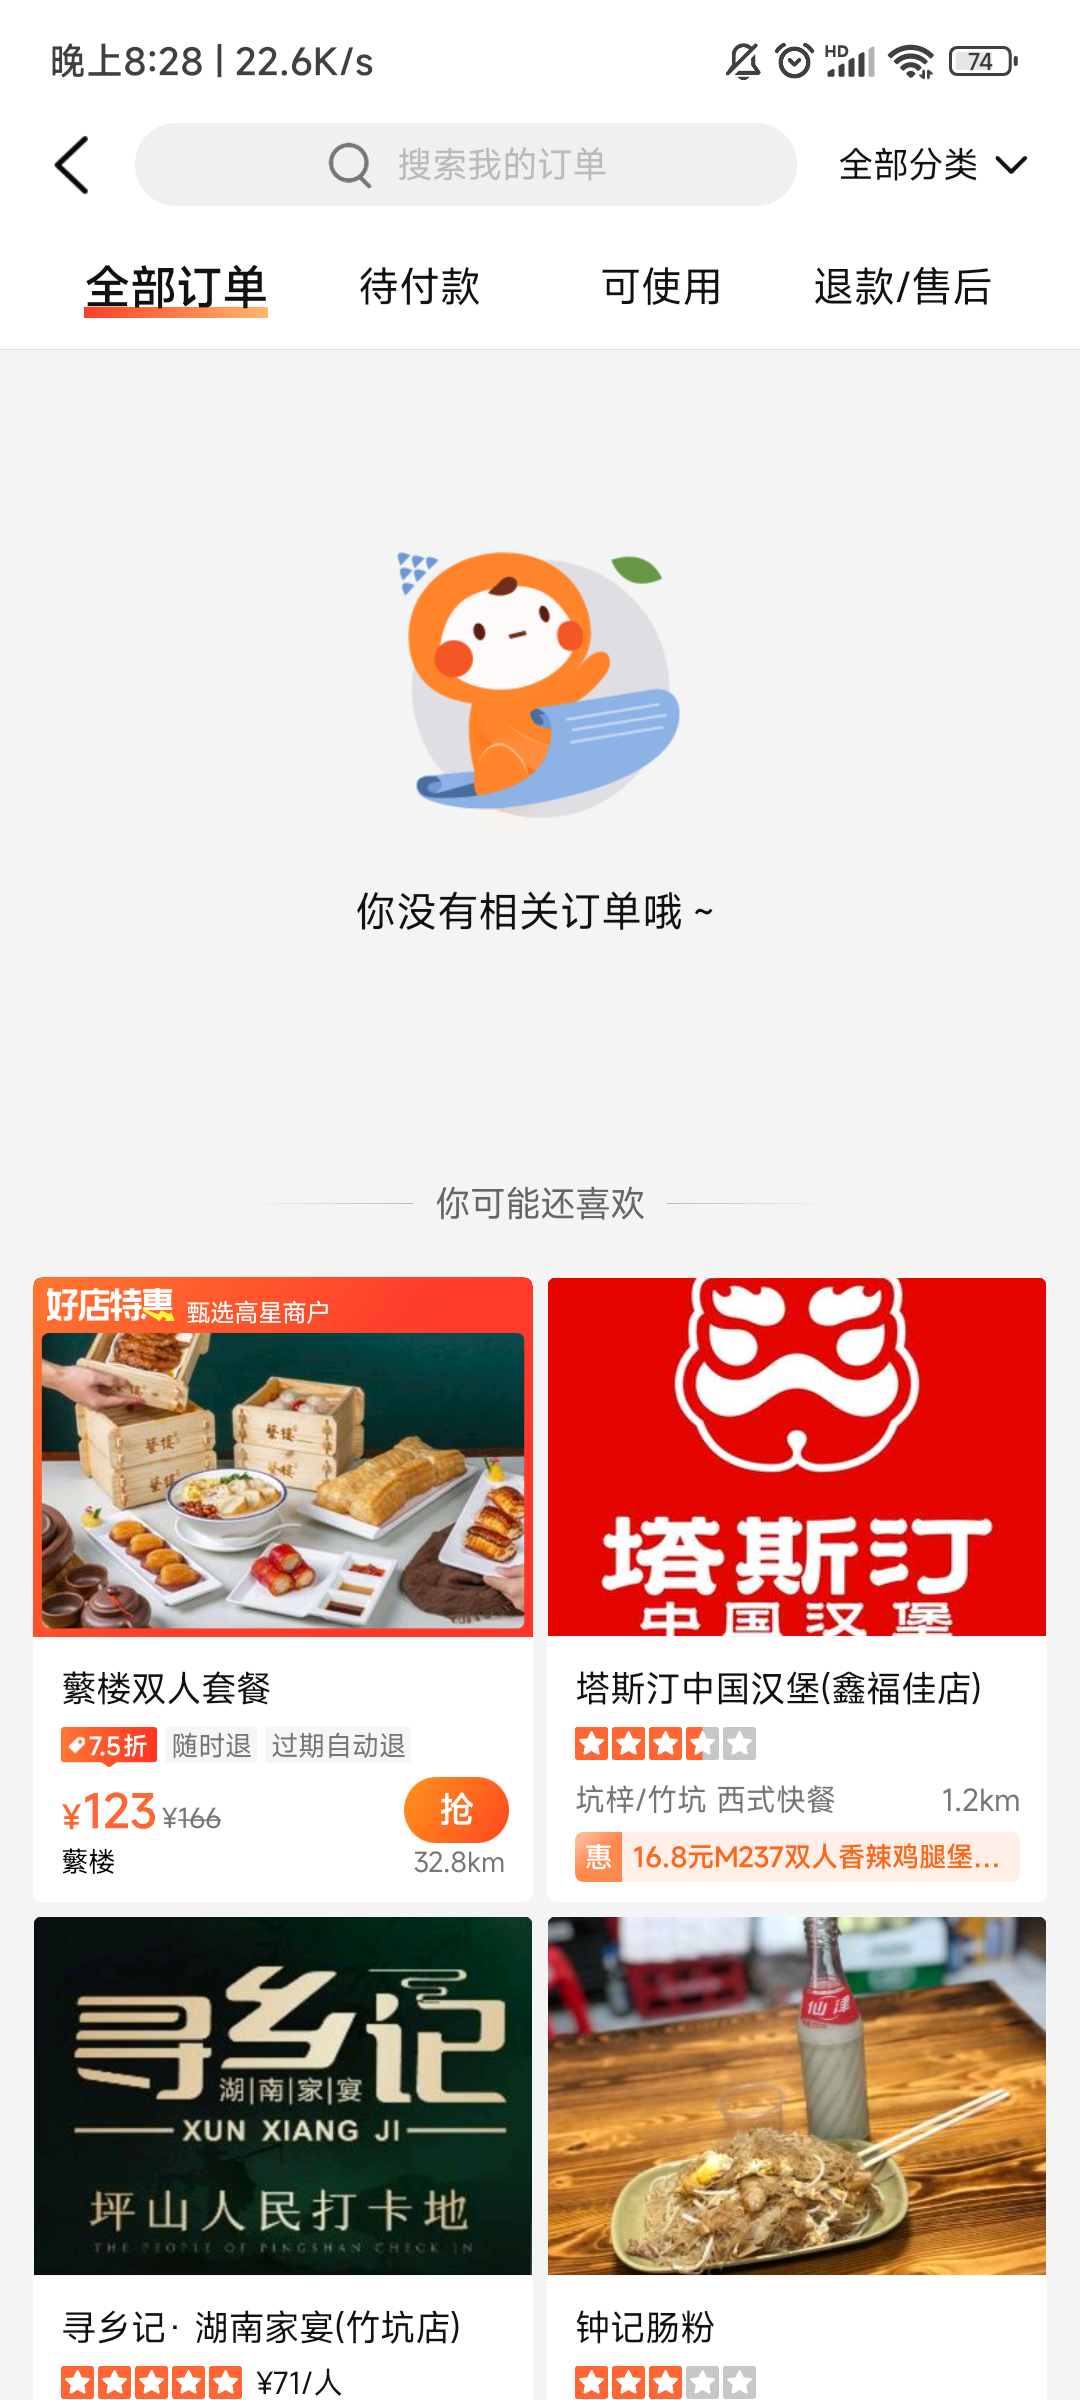 晚上8:28 | 22.6K/s
HD
74
搜索我的订单
全部分类
全部订单
待付款
可使用
退款/售后
你没有相关订单哦~
你可能还喜欢
好店特惠 甄选高星商户
塔斯汀
中国汉堡
蘩楼双人套餐
7.5折 随时退 过期自动退
¥123 ¥166
抢
蘩楼
32.8km
塔斯汀中国汉堡(鑫福佳店)
坑梓/竹坑 西式快餐
1.2km
惠 16.8元M237双人香辣鸡腿堡...
寻乡记
湖|南|家|宴
XUN XIANG JI
坪山人民打卡地
THE PEOPLE OF PINGSHAN CHECK IN
仙津
寻乡记· 湖南家宴(竹坑店)
¥71/人
钟记肠粉